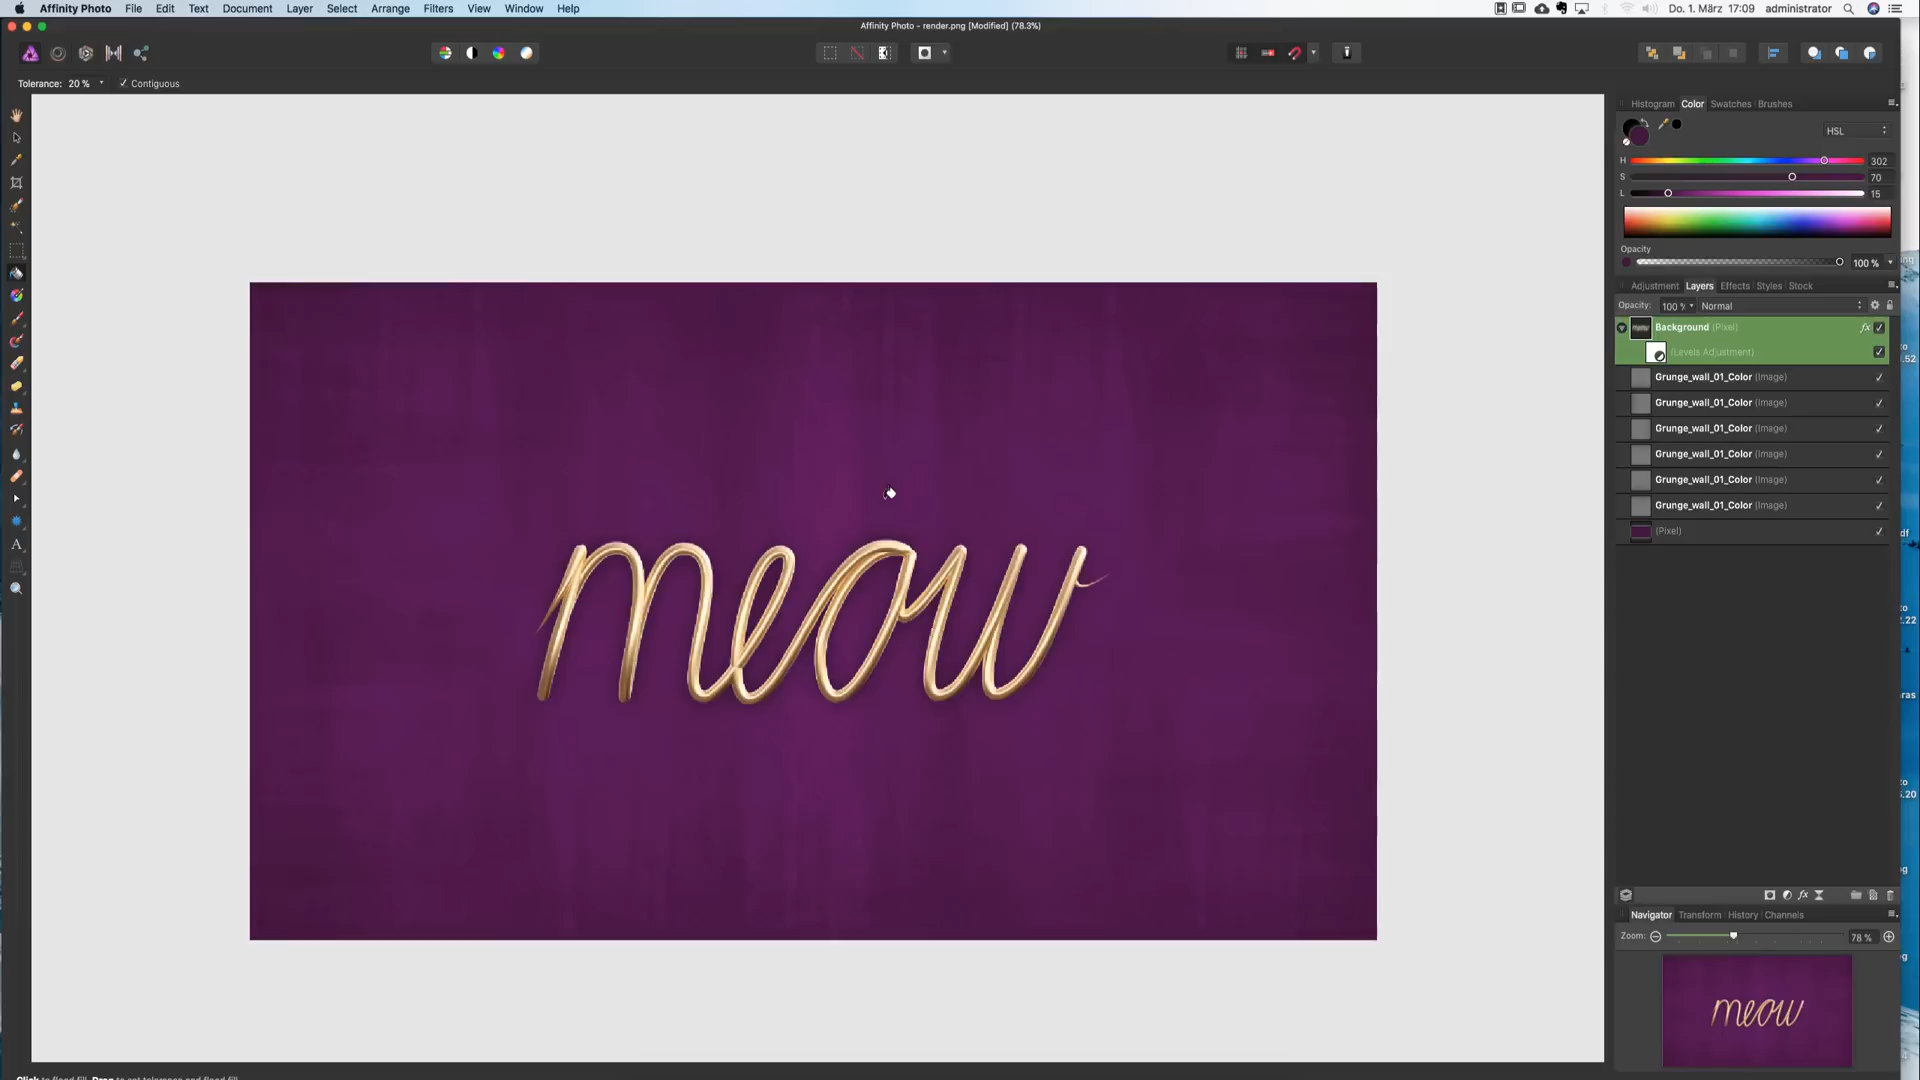 Affinity Photo File Edit Text Document Layer Select Arrange Filters View Window Help
Do. 1. März 17:09 administrator
Affinity Photo - render.png [Modified] (78.3%)
Tolerance: 20 % Contiguous
Histogram Color Swatches Brushes
HSL
H 302
S 70
L 15
Opacity
100 %
Adjustment Layers Effects Styles Stock
Opacity: 100 % Normal
Background (Pixel) fx
(Levels Adjustment)
Grunge_wall_01_Color (Image)
Grunge_wall_01_Color (Image)
Grunge_wall_01_Color (Image)
Grunge_wall_01_Color (Image)
Grunge_wall_01_Color (Image)
Grunge_wall_01_Color (Image)
(Pixel)
meow
fx
Navigator Transform History Channels
Zoom: 78 %
meow